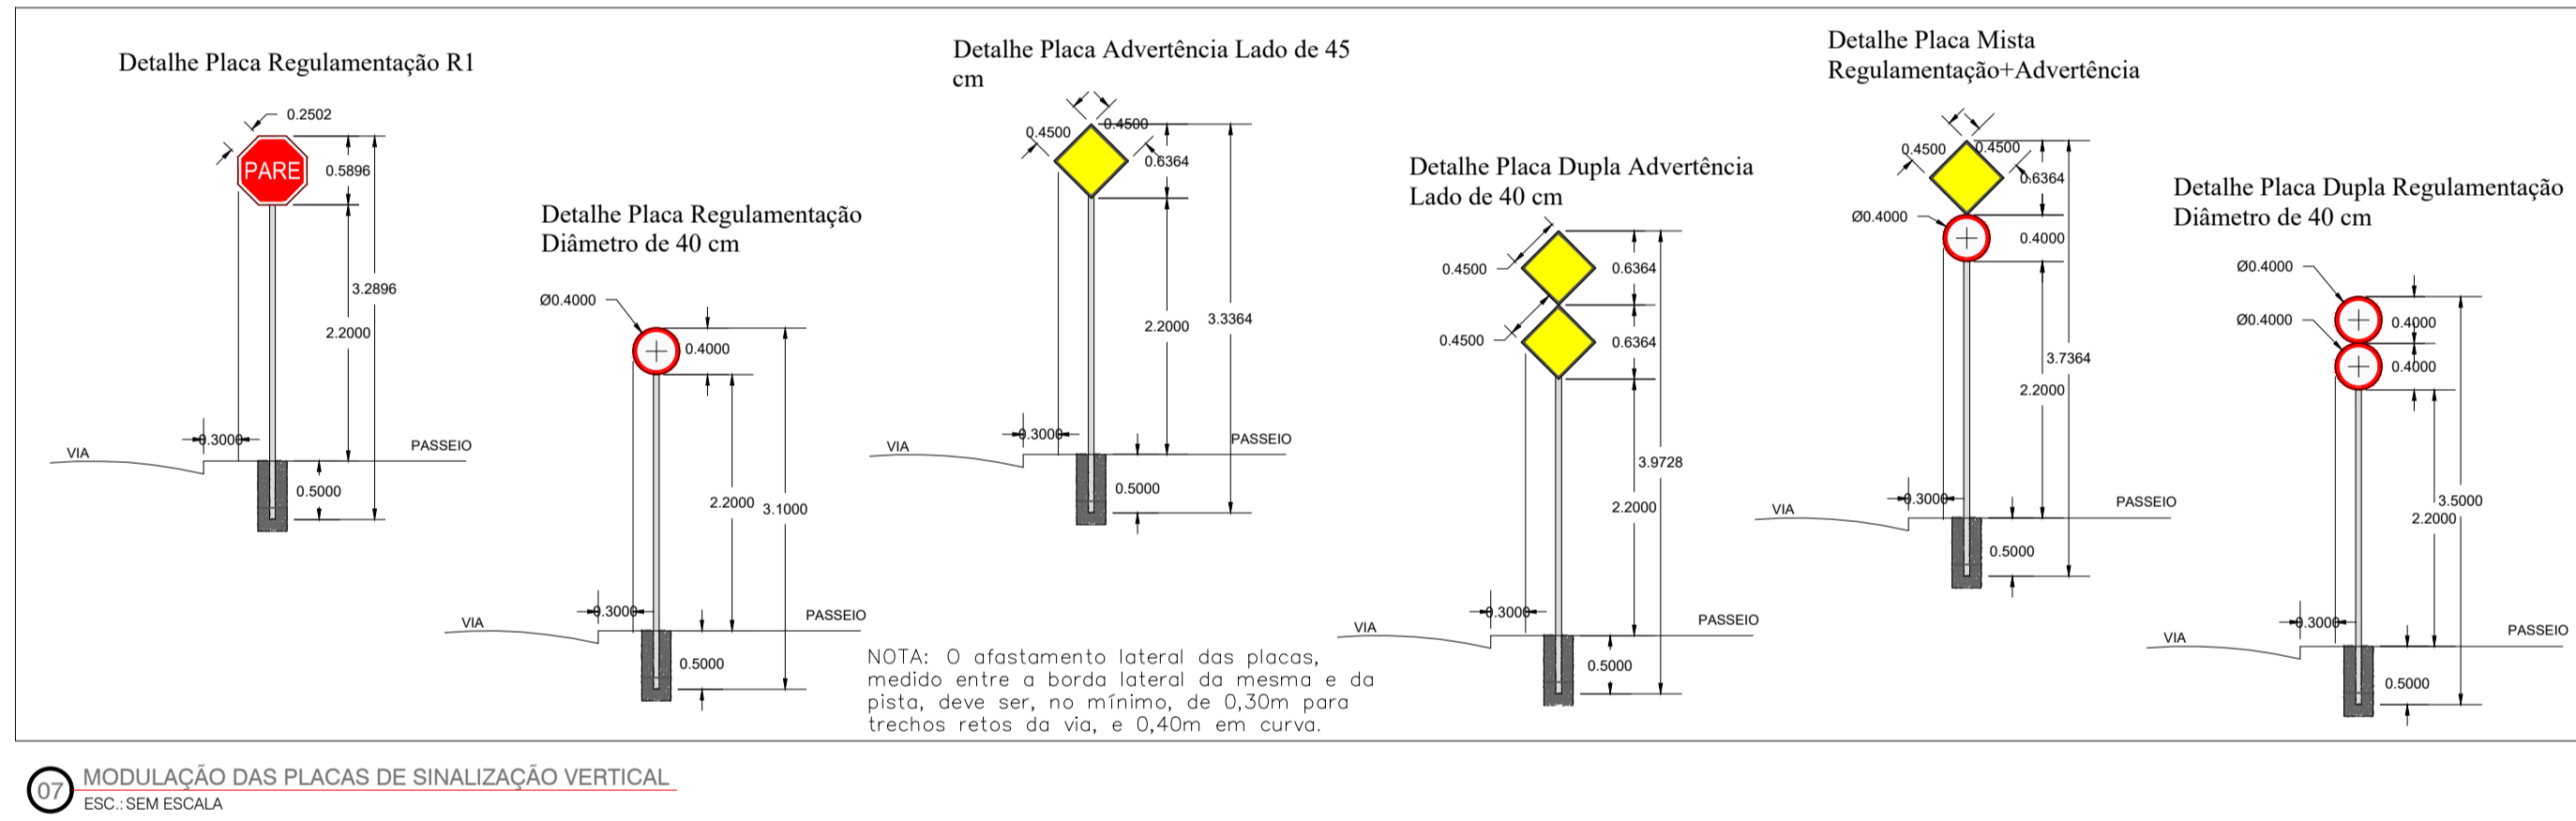 Detalhe Placa Regulamentação R1
0.2502
PARE
0.5896
3.2896
2.2000
0.3000
VIA
PASSEIO
0.5000
Detalhe Placa Regulamentação
Diâmetro de 40 cm
Ø0.4000
0.4000
2.2000
3.1000
0.3000
VIA
PASSEIO
0.5000
Detalhe Placa Advertência Lado de 45
cm
0.4500
0.4500
0.6364
2.2000
3.3364
0.3000
VIA
PASSEIO
0.5000
NOTA: O afastamento lateral das placas,
medido entre a borda lateral da mesma e da
pista, deve ser, no mínimo, de 0,30m para
trechos retos da via, e 0,40m em curva.
Detalhe Placa Dupla Advertência
Lado de 40 cm
0.4500
0.6364
0.4500
0.6364
3.9728
2.2000
0.3000
VIA
PASSEIO
0.5000
Detalhe Placa Mista
Regulamentação+Advertência
0.4500
0.4500
0.6364
Ø0.4000
0.4000
3.7364
2.2000
0.3000
VIA
PASSEIO
0.5000
Detalhe Placa Dupla Regulamentação
Diâmetro de 40 cm
Ø0.4000
Ø0.4000
0.4000
0.4000
3.5000
2.2000
0.3000
VIA
PASSEIO
0.5000
07
MODULAÇÃO DAS PLACAS DE SINALIZAÇÃO VERTICAL
ESC.: SEM ESCALA